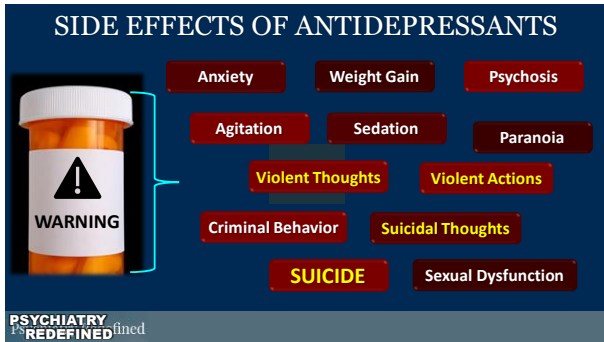 SIDE EFFECTS OF ANTIDEPRESSANTS
Anxiety
Weight Gain
Psychosis
Agitation
Sedation
Paranoia
Violent Thoughts
Violent Actions
Criminal Behavior
Suicidal Thoughts
SUICIDE
Sexual Dysfunction
WARNING
PSYCHIATRY
REDEFINED